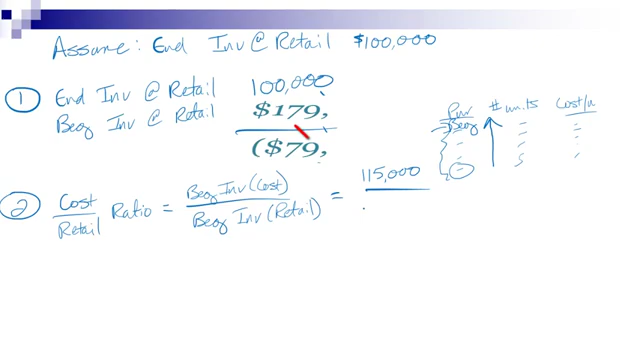 Assume: End Inv @ Retail $100,000
1 End Inv @ Retail 100,000
Beg Inv @ Retail $179,
($79,
Pur # units Cost/u
Beg
2 Cost/Retail Ratio = Beg Inv (Cost)/Beg Inv (Retail) = 115,000